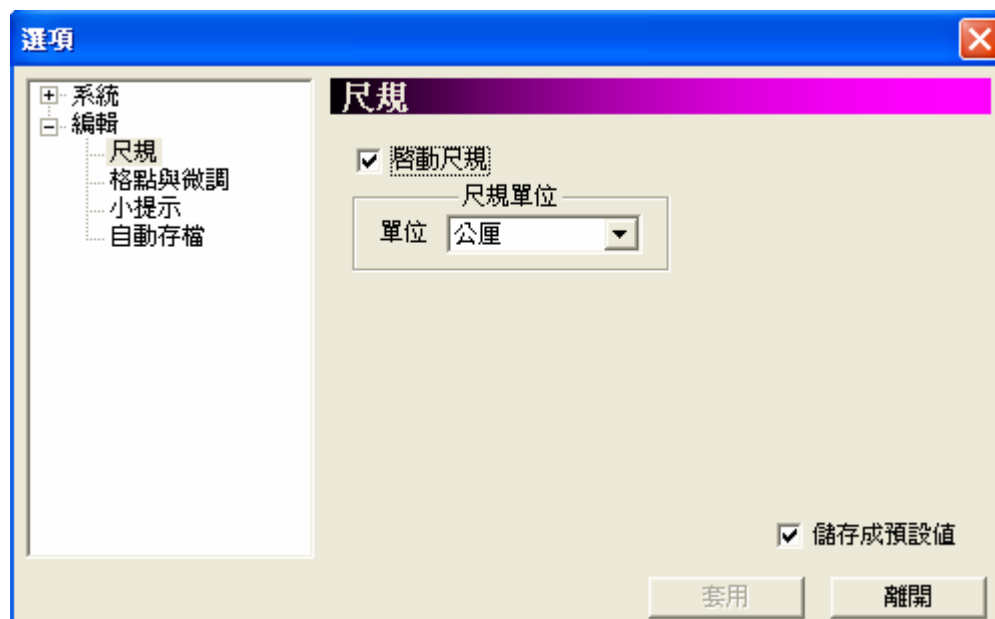 選項
系統
編輯
尺規
格點與微調
小提示
自動存檔
尺規
啓動尺規
尺規單位
單位 公厘
儲存成預設值
套用 離開